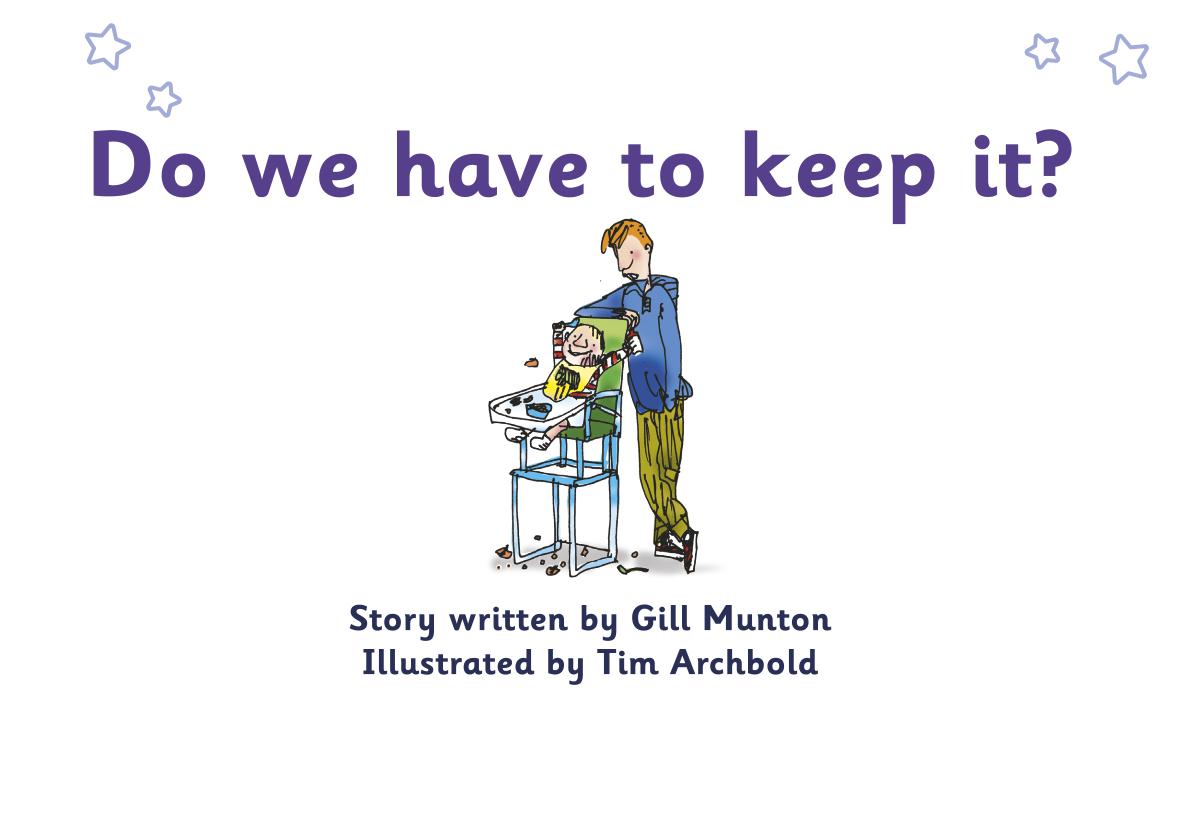 Do we have to keep it?
Story written by Gill Munton
Illustrated by Tim Archbold